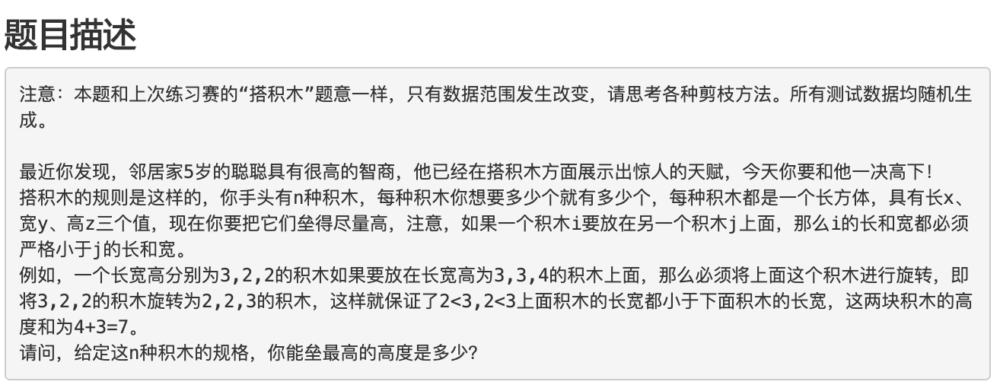 题目描述
注意：本题和上次练习赛的“搭积木”题意一样，只有数据范围发生改变，请思考各种剪枝方法。所有测试数据均随机生
成。
最近你发现，邻居家5岁的聪聪具有很高的智商，他已经在搭积木方面展示出惊人的天赋，今天你要和他一决高下！
搭积木的规则是这样的，你手头有n种积木，每种积木你想要多少个就有多少个，每种积木都是一个长方体，具有长x、
宽y、高z三个值，现在你要把它们垒得尽量高，注意，如果一个积木i要放在另一个积木j上面，那么i的长和宽都必须
严格小于j的长和宽。
例如，一个长宽高分别为3,2,2的积木如果要放在长宽高为3,3,4的积木上面，那么必须将上面这个积木进行旋转，即
将3,2,2的积木旋转为2,2,3的积木，这样就保证了2<3,2<3上面积木的长宽都小于下面积木的长宽，这两块积木的高
度和为4+3=7。
请问，给定这n种积木的规格，你能垒最高的高度是多少？